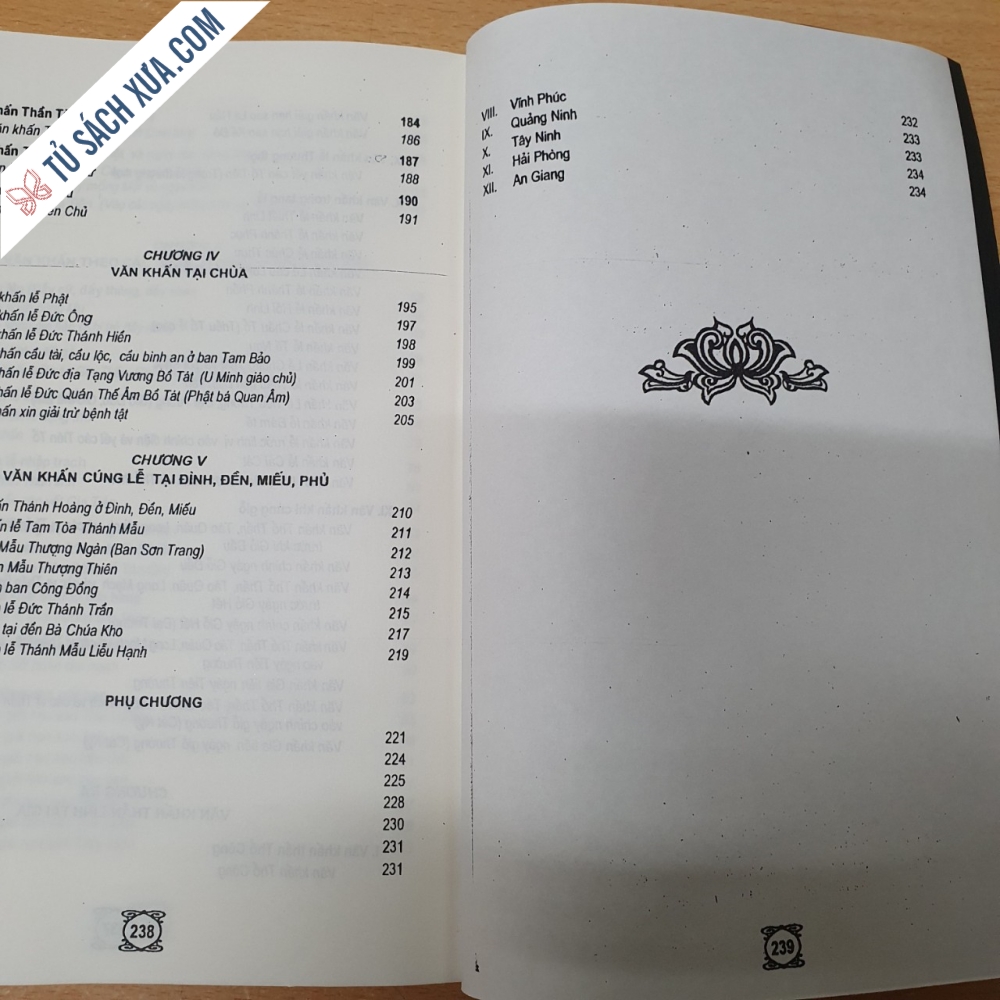 TỦ SÁCH XƯA.COM
hấn Thần T 184
ăn khấn T 186
hấn T 187
188
190
ền Chủ 191
CHƯƠNG IV
VĂN KHẤN TẠI CHÙA
khấn lễ Phật 195
khấn lễ Đức Ông 197
khấn lễ Đức Thánh Hiền 198
hấn cầu tài, cầu lộc, cầu bình an ở ban Tam Bảo 199
hấn lễ Đức địa Tạng Vương Bồ Tát (U Minh giáo chủ) 201
hấn lễ Đức Quán Thế Âm Bồ Tát (Phật bá Quan Âm) 203
hấn xin giải trừ bệnh tật 205
CHƯƠNG V
VĂN KHẤN CÚNG LỄ TẠI ĐÌNH, ĐỀN, MIẾU, PHỦ
ấn Thánh Hoàng ở Đình, Đền, Miếu 210
ấn lễ Tam Tòa Thánh Mẫu 211
Mẫu Thượng Ngàn (Ban Sơn Trang) 212
n Mẫu Thượng Thiên 213
n ban Công Đồng 214
lễ Đức Thánh Trần 215
tại đền Bà Chúa Kho 217
lễ Thánh Mẫu Liễu Hạnh 219
PHỤ CHƯƠNG
221
224
225
228
230
231
231
238
VIII. Vĩnh Phúc 232
IX. Quảng Ninh 233
X. Tây Ninh 233
XI. Hải Phòng 234
XII. An Giang 234
239